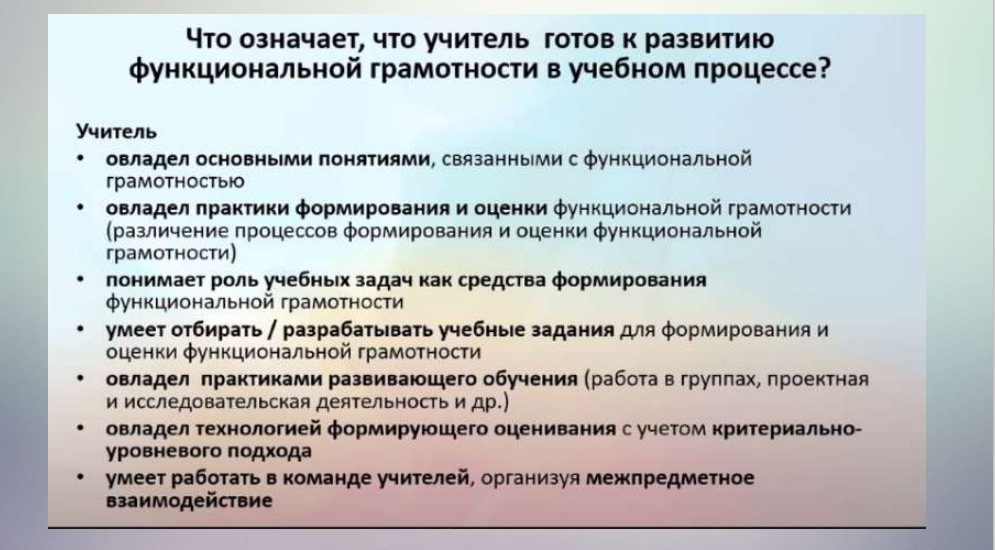 Что означает, что учитель готов к развитию
функциональной грамотности в учебном процессе?
Учитель
• овладел основными понятиями, связанными с функциональной
грамотностью
• овладел практики формирования и оценки функциональной грамотности
(различение процессов формирования и оценки функциональной
грамотности)
• понимает роль учебных задач как средства формирования
функциональной грамотности
• умеет отбирать / разрабатывать учебные задания для формирования и
оценки функциональной грамотности
• овладел практиками развивающего обучения (работа в группах, проектная
и исследовательская деятельность и др.)
• овладел технологией формирующего оценивания с учетом критериально-
уровневого подхода
• умеет работать в команде учителей, организуя межпредметное
взаимодействие